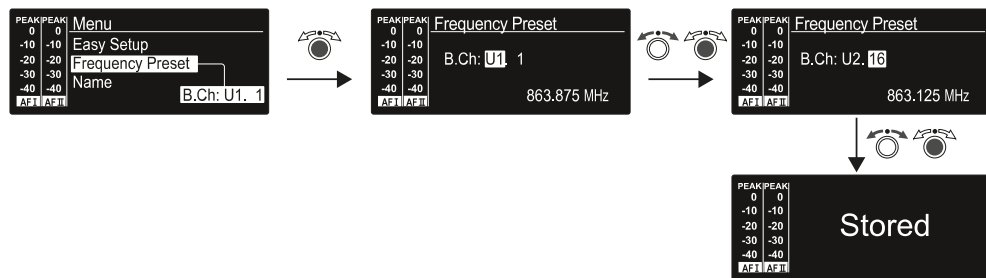 PEAK PEAK Menu
0 0
-10 -10 Easy Setup
-20 -20 Frequency Preset
-30 -30 Name
-40 -40 B.Ch: U1. 1
AF I AF II
PEAK PEAK Frequency Preset
0 0
-10 -10
-20 -20 B.Ch: U1. 1
-30 -30
-40 -40 863.875 MHz
AF I AF II
PEAK PEAK Frequency Preset
0 0
-10 -10
-20 -20 B.Ch: U2. 16
-30 -30
-40 -40 863.125 MHz
AF I AF II
PEAK PEAK
0 0
-10 -10
-20 -20 Stored
-30 -30
-40 -40
AF I AF II